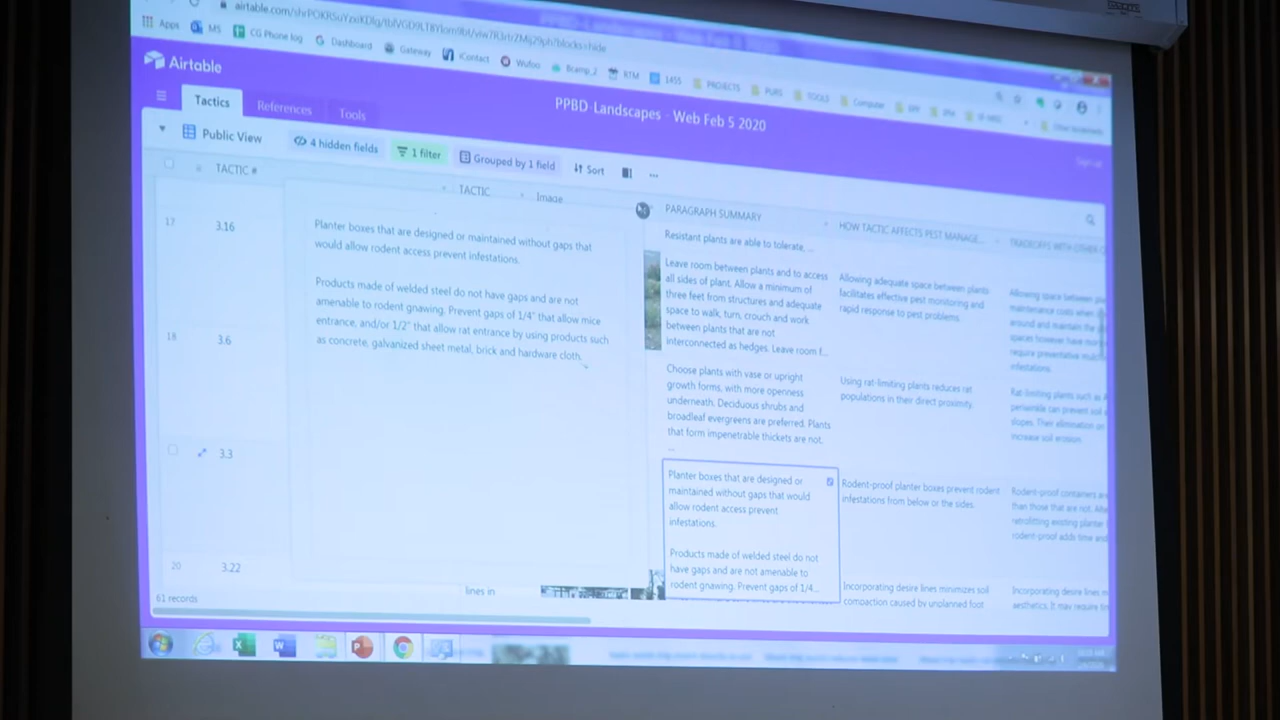 Apps
MS
CG Phone log
Dashboard
Gateway
iContact
Wufoo
Bcamp_2
RTM
1455
PROJECTS
PUBS
TOOLS
Computer
Airtable
PPBD-Landscapes - Web Feb 5 2020
Tactics
References
Tools
Public View
4 hidden fields
1 filter
Grouped by 1 field
Sort
TACTIC #
TACTIC
Image
PARAGRAPH SUMMARY
HOW TACTIC AFFECTS PEST MANAGE...
17
3.16
18
3.6
3.3
20
3.22
61 records
Planter boxes that are designed or maintained without gaps that
would allow rodent access prevent infestations.
Products made of welded steel do not have gaps and are not
amenable to rodent gnawing. Prevent gaps of 1/4" that allow mice
entrance, and/or 1/2" that allow rat entrance by using products such
as concrete, galvanized sheet metal, brick and hardware cloth.
lines in
Resistant plants are able to tolerate, ...
Leave room between plants and to access
all sides of plant. Allow a minimum of
three feet from structures and adequate
space to walk, turn, crouch and work
between plants that are not
interconnected as hedges. Leave room f...
Choose plants with vase or upright
growth forms, with more openness
underneath. Deciduous shrubs and
broadleaf evergreens are preferred. Plants
that form impenetrable thickets are not.
...
Planter boxes that are designed or
maintained without gaps that would
allow rodent access prevent
infestations.
Products made of welded steel do not
have gaps and are not amenable to
rodent gnawing. Prevent gaps of 1/4...
Allowing adequate space between plants
facilitates effective pest monitoring and
rapid response to pest problems.
Using rat-limiting plants reduces rat
populations in their direct proximity.
Rodent-proof planter boxes prevent rodent
infestations from below or the sides.
Incorporating desire lines minimizes soil
compaction caused by unplanned foot